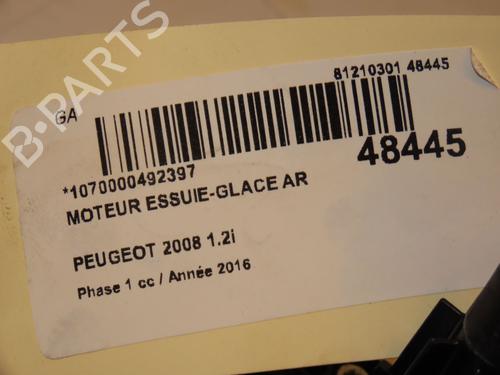 B-PARTS
GA
81210301 48445
48445
*1070000492397
MOTEUR ESSUIE-GLACE AR
PEUGEOT 2008 1.2i
Phase 1 cc / Année 2016